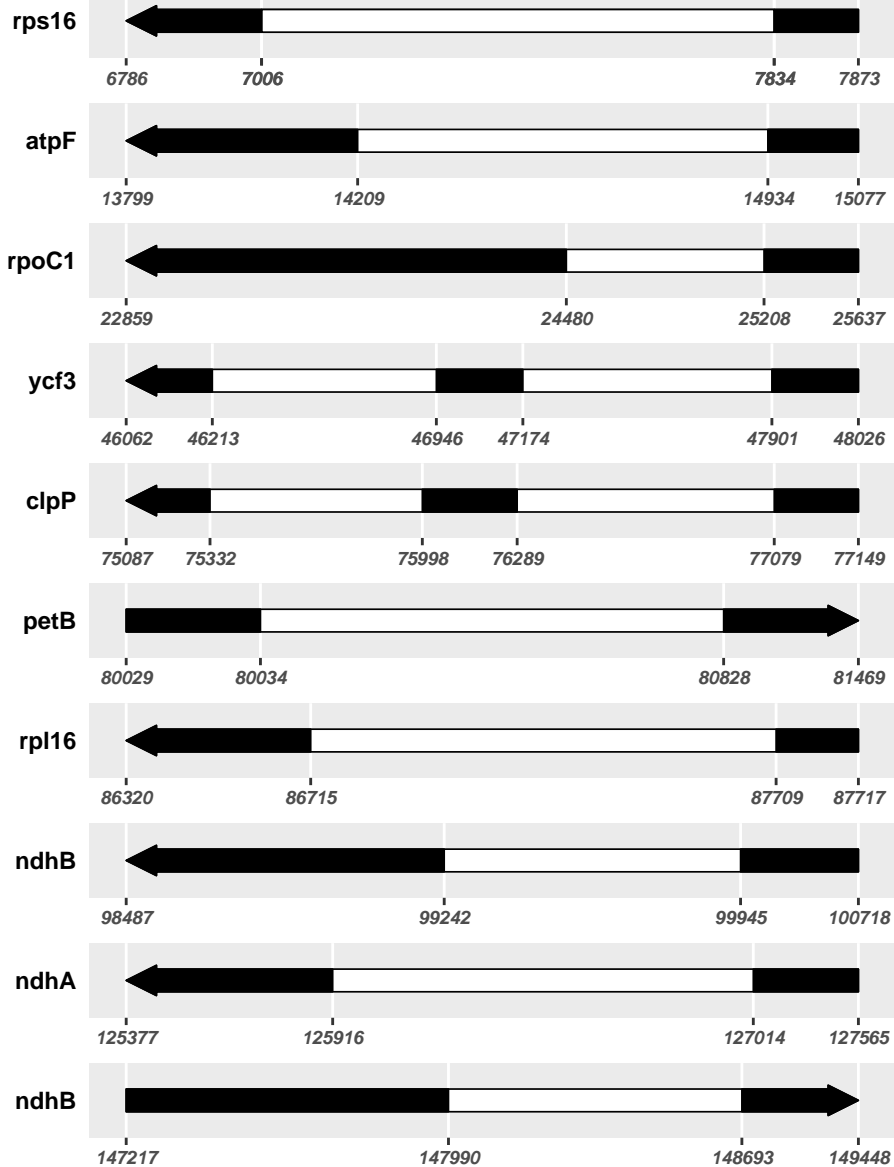 rps16
6786 7006 7834 7873
atpF
13799 14209 14934 15077
rpoC1
22859 24480 25208 25637
ycf3
46062 46213 46946 47174 47901 48026
clpP
75087 75332 75998 76289 77079 77149
petB
80029 80034 80828 81469
rpl16
86320 86715 87709 87717
ndhB
98487 99242 99945 100718
ndhA
125377 125916 127014 127565
ndhB
147217 147990 148693 149448